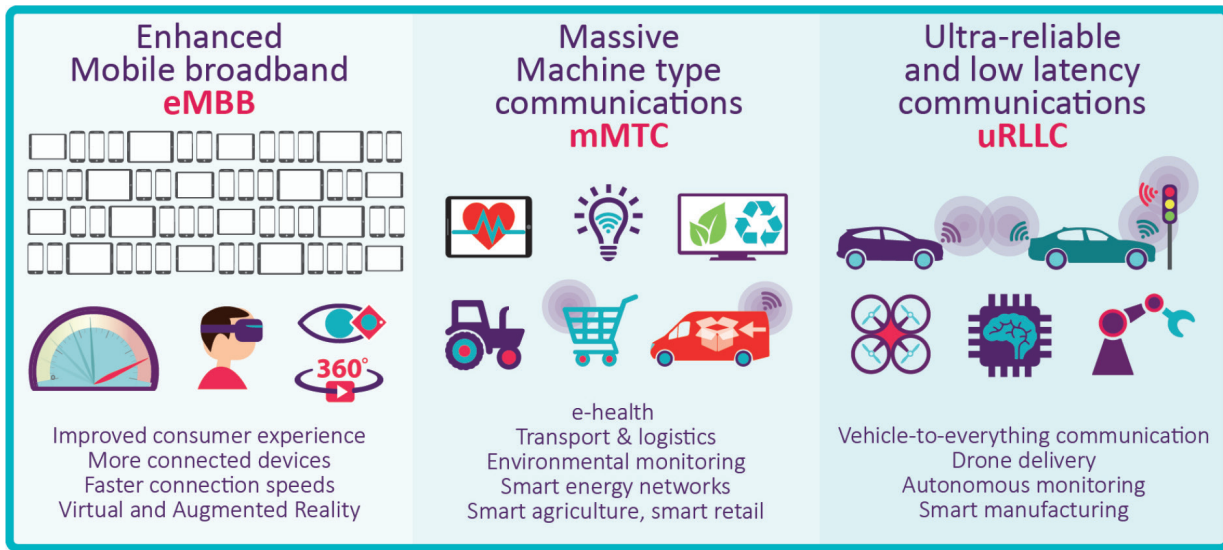 Enhanced
Mobile broadband
eMBB
360°
Improved consumer experience
More connected devices
Faster connection speeds
Virtual and Augmented Reality
Massive
Machine type
communications
mMTC
e-health
Transport & logistics
Environmental monitoring
Smart energy networks
Smart agriculture, smart retail
Ultra-reliable
and low latency
communications
uRLLC
Vehicle-to-everything communication
Drone delivery
Autonomous monitoring
Smart manufacturing